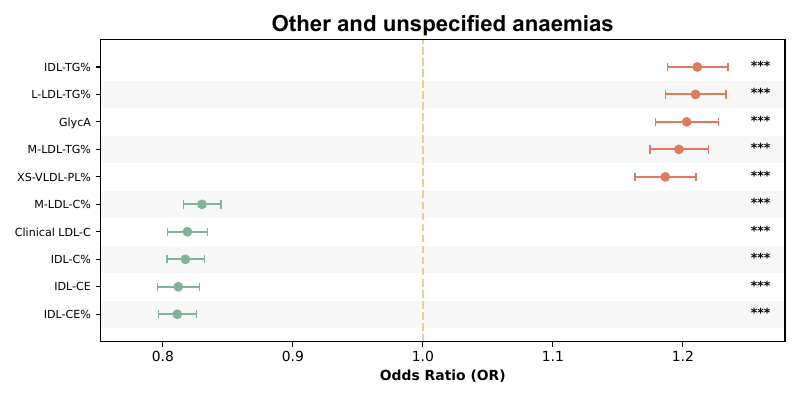 Other and unspecified anaemias
IDL-TG% ***
L-LDL-TG% ***
GlycA ***
M-LDL-TG% ***
XS-VLDL-PL% ***
M-LDL-C% ***
Clinical LDL-C ***
IDL-C% ***
IDL-CE ***
IDL-CE% ***
0.8 0.9 1.0 1.1 1.2
Odds Ratio (OR)